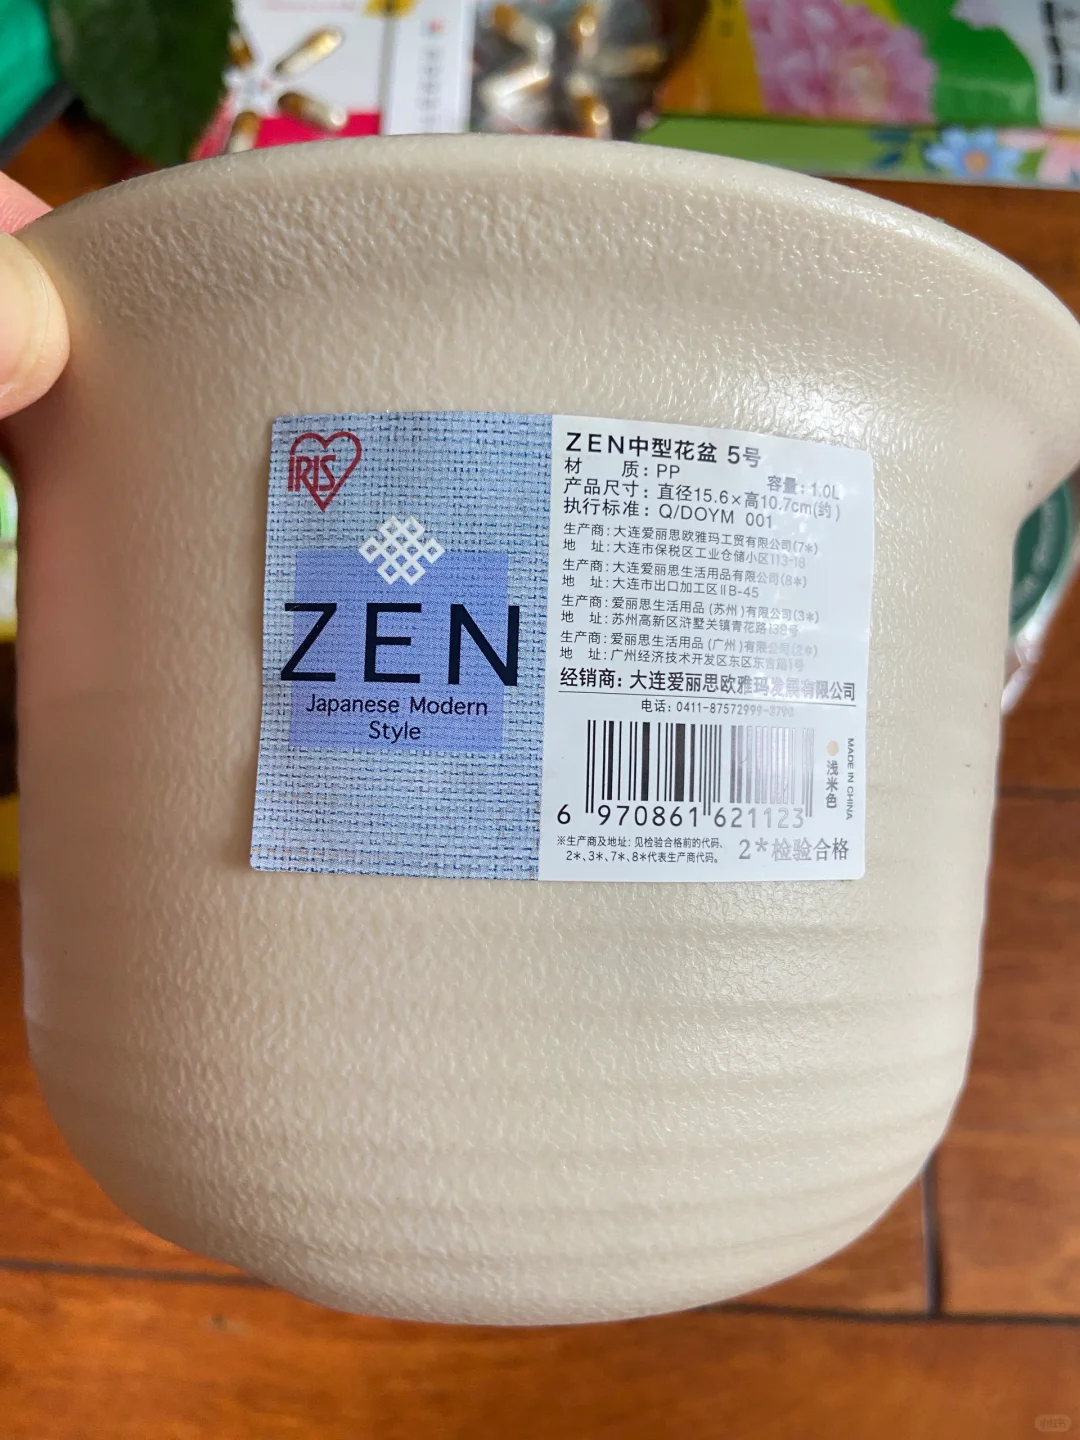 IRIS
ZEN
Japanese Modern
Style
ZEN中型花盆 5号
材 质: PP
容量: 1.0L
产品尺寸: 直径15.6×高10.7cm(约)
执行标准: Q/DOYM 001
生产商: 大连爱丽思欧雅玛工贸有限公司(7*)
地 址: 大连市保税区工业仓储小区113-18
生产商: 大连爱丽思生活用品有限公司(8*)
地 址: 大连市出口加工区ⅡB-45
生产商: 爱丽思生活用品(苏州)有限公司(3*)
地 址: 苏州高新区浒墅关镇青花路138号
生产商: 爱丽思生活用品(广州)有限公司(2*)
地 址: 广州经济技术开发区东区东吉路1号
经销商: 大连爱丽思欧雅玛发展有限公司
电话: 0411-87572999-2790
6 970861 621123
浅米色
MADE IN CHINA
※生产商及地址: 见检验合格前的代码、
2*、3*、7*、8*代表生产商代码。
2*检验合格